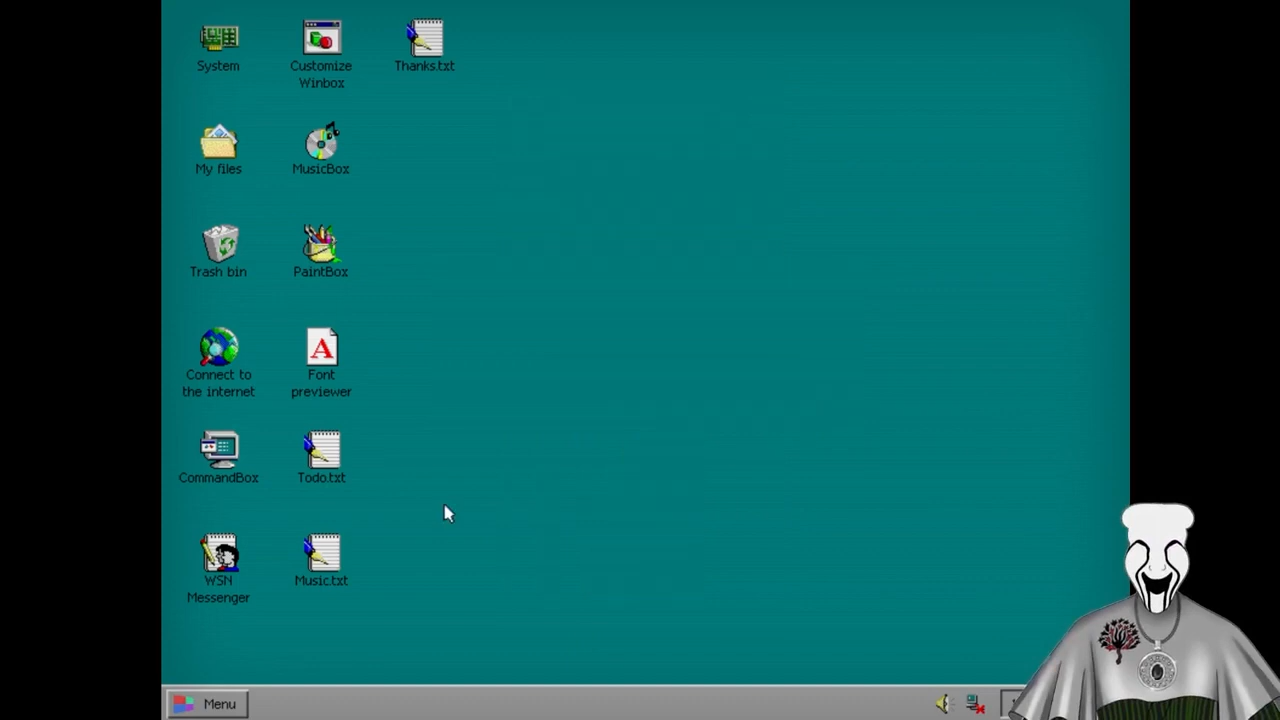 System
Customize
Winbox
Thanks.txt
My files
MusicBox
Trash bin
PaintBox
Connect to
the internet
Font
previewer
CommandBox
Todo.txt
WSN
Messenger
Music.txt
Menu